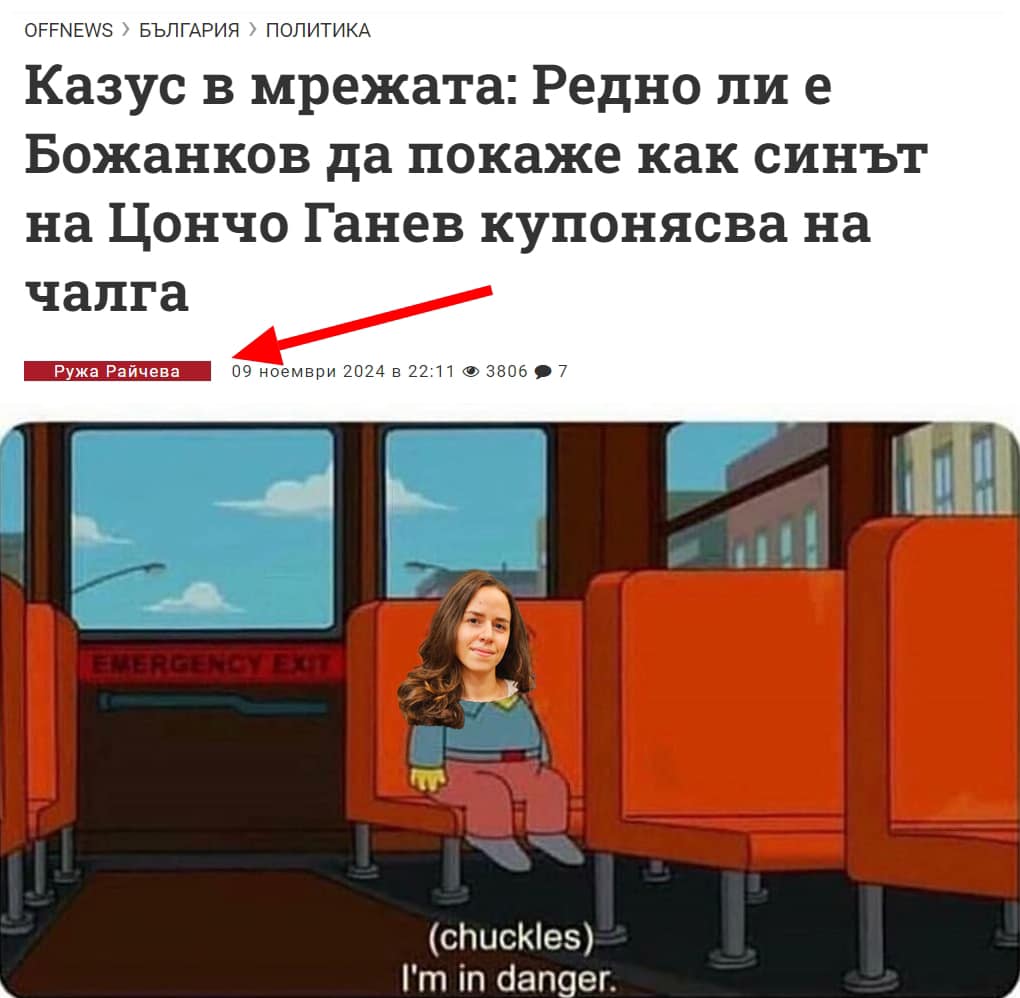 OFFNEWS > БЪЛГАРИЯ > ПОЛИТИКА
Казус в мрежата: Редно ли е
Божанков да покаже как синът
на Цончо Ганев купонясва на
чалга
Ружа Райчева 09 ноември 2024 в 22:11 3806 7
EMERGENCY EXIT
(chuckles)
I'm in danger.